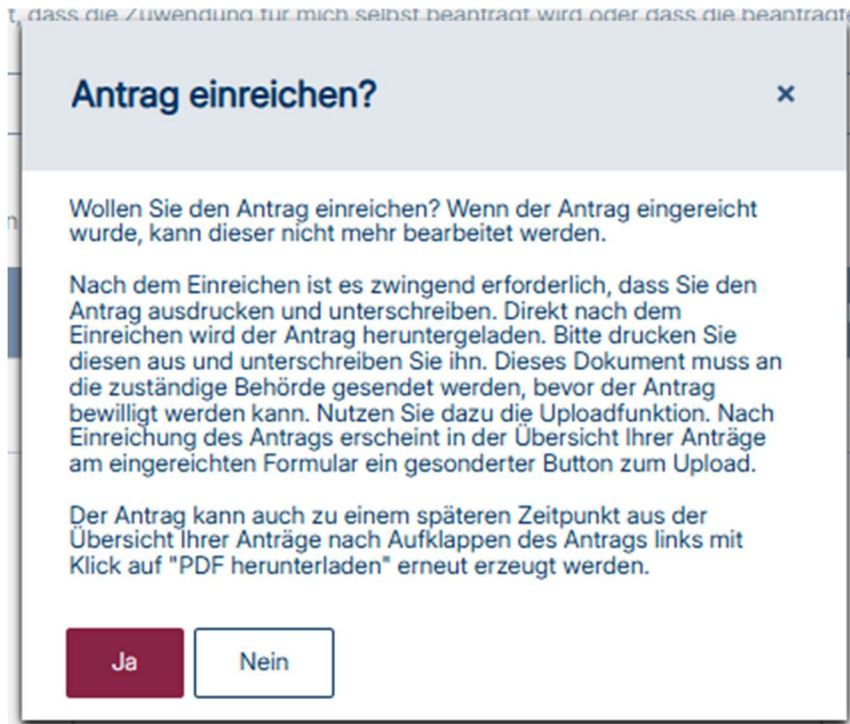 t, dass die Zuwendung für mich selbst beantragt wird oder dass die beantragte
Antrag einreichen?
×
Wollen Sie den Antrag einreichen? Wenn der Antrag eingereicht
wurde, kann dieser nicht mehr bearbeitet werden.
Nach dem Einreichen ist es zwingend erforderlich, dass Sie den
Antrag ausdrucken und unterschreiben. Direkt nach dem
Einreichen wird der Antrag heruntergeladen. Bitte drucken Sie
diesen aus und unterschreiben Sie ihn. Dieses Dokument muss an
die zuständige Behörde gesendet werden, bevor der Antrag
bewilligt werden kann. Nutzen Sie dazu die Uploadfunktion. Nach
Einreichung des Antrags erscheint in der Übersicht Ihrer Anträge
am eingereichten Formular ein gesonderter Button zum Upload.
Der Antrag kann auch zu einem späteren Zeitpunkt aus der
Übersicht Ihrer Anträge nach Aufklappen des Antrags links mit
Klick auf "PDF herunterladen" erneut erzeugt werden.
Ja
Nein